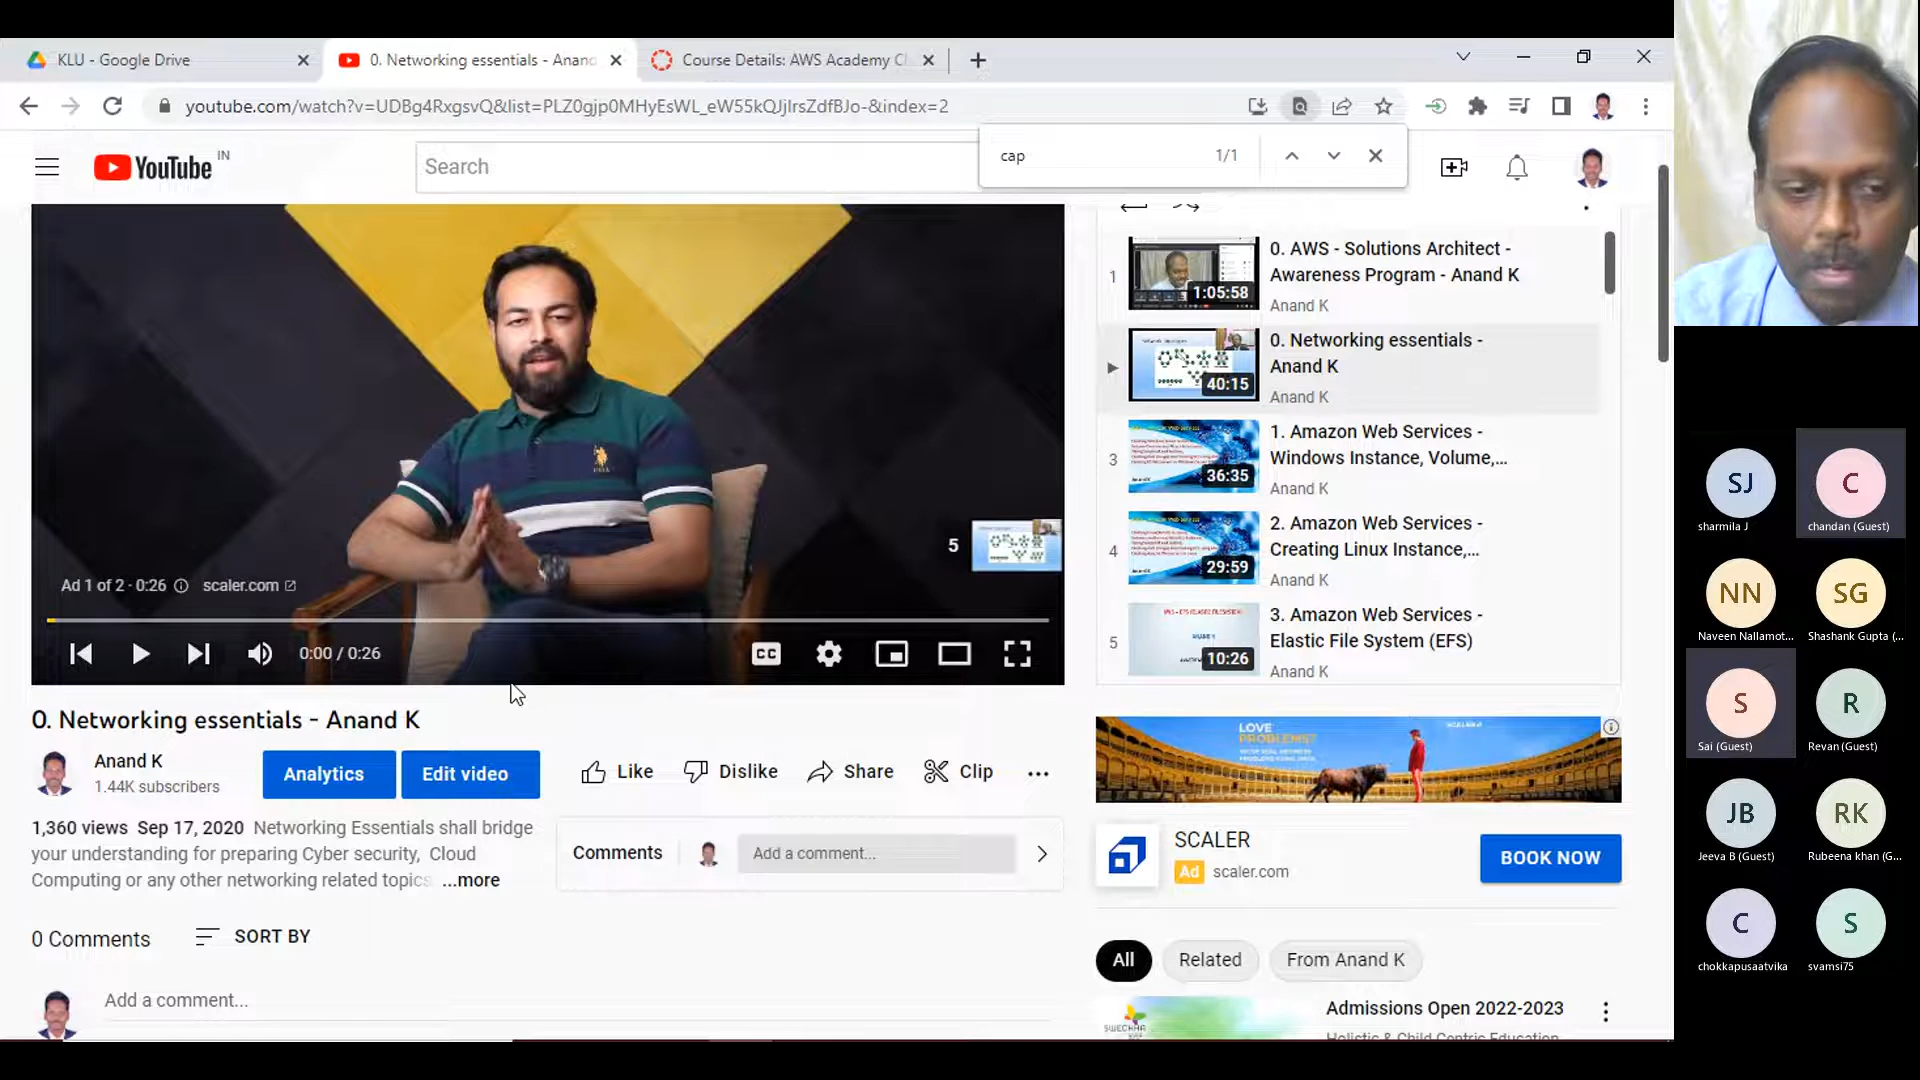 KLU - Google Drive
0. Networking essentials - Anand
Course Details: AWS Academy Cl
youtube.com/watch?v=UDBg4RxgsvQ&list=PLZ0gjp0MHyEsWL_eW55kQJjlrsZdfBJo-&index=2
cap
1/1
YouTube
IN
Search
Ad 1 of 2 · 0:26
scaler.com
5
0:00 / 0:26
CC
0. Networking essentials - Anand K
Anand K
1.44K subscribers
Analytics
Edit video
Like
Dislike
Share
Clip
1,360 views Sep 17, 2020 Networking Essentials shall bridge
your understanding for preparing Cyber security, Cloud
Computing or any other networking related topics ...more
Comments
Add a comment...
0 Comments
SORT BY
Add a comment...
1
1:05:58
0. AWS - Solutions Architect -
Awareness Program - Anand K
Anand K
40:15
0. Networking essentials -
Anand K
Anand K
3
36:35
1. Amazon Web Services -
Windows Instance, Volume,...
Anand K
4
29:59
2. Amazon Web Services -
Creating Linux Instance,...
Anand K
5
10:26
3. Amazon Web Services -
Elastic File System (EFS)
Anand K
LOVE
PROBLEMS?
SCALER
Ad
scaler.com
BOOK NOW
All
Related
From Anand K
Admissions Open 2022-2023
Holistic & Child Centric Education
SJ
sharmila J
C
chandan (Guest)
NN
Naveen Nallamot...
SG
Shashank Gupta (...
S
Sai (Guest)
R
Revan (Guest)
JB
Jeeva B (Guest)
RK
Rubeena khan (G...
C
chokkapusaatvika
S
svamsi75